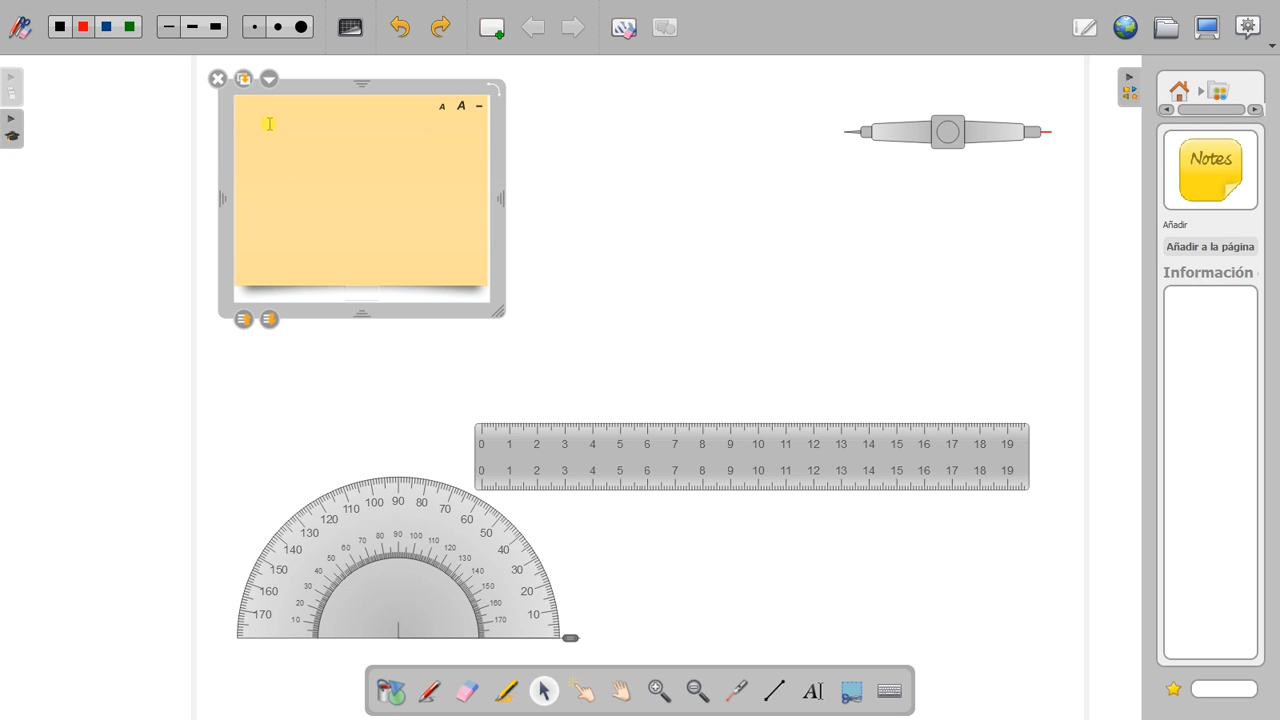 A A –
Notes
Añadir
Añadir a la página
Información
0 1 2 3 4 5 6 7 8 9 10 11 12 13 14 15 16 17 18 19
0 1 2 3 4 5 6 7 8 9 10 11 12 13 14 15 16 17 18 19
170 160 150 140 130 120 110 100 90 80 70 60 50 40 30 20 10
10 20 30 40 50 60 70 80 90 100 110 120 130 140 150 160 170
A